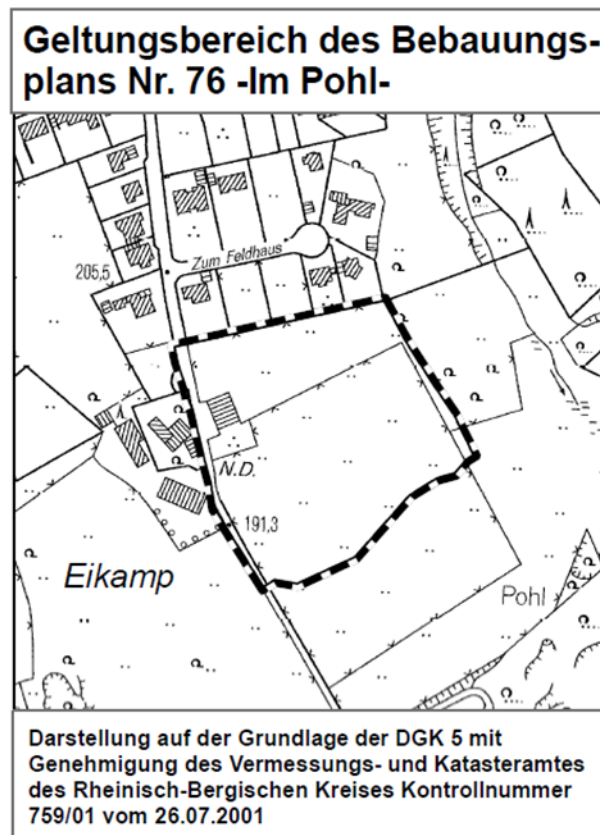 Geltungsbereich des Bebauungs-
plans Nr. 76 -Im Pohl-
Zum Feldhaus
205,5
N.D.
191,3
Eikamp
Pohl
Darstellung auf der Grundlage der DGK 5 mit
Genehmigung des Vermessungs- und Katasteramtes
des Rheinisch-Bergischen Kreises Kontrollnummer
759/01 vom 26.07.2001